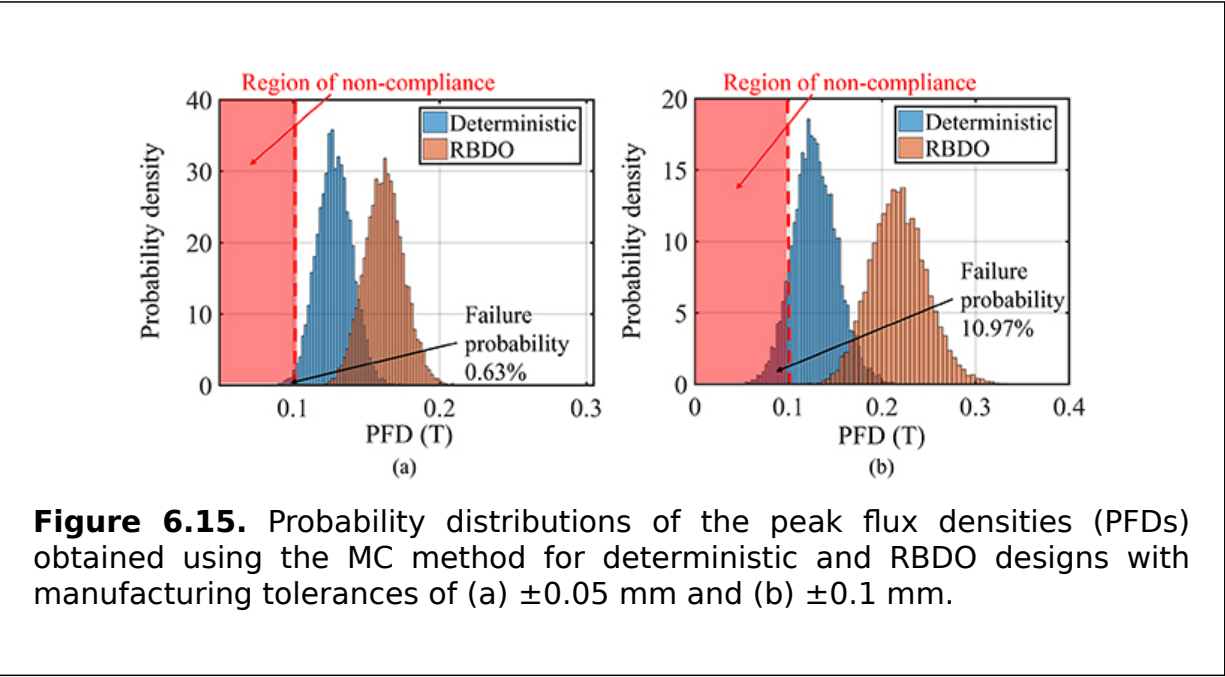 Region of non-compliance
Deterministic
RBDO
Probability density
40
30
20
10
0
Failure
probability
0.63%
0.1
0.2
0.3
PFD (T)
(a)
Region of non-compliance
Deterministic
RBDO
Probability density
20
15
10
5
0
Failure
probability
10.97%
0
0.1
0.2
0.3
0.4
PFD (T)
(b)
Figure 6.15. Probability distributions of the peak flux densities (PFDs)
obtained using the MC method for deterministic and RBDO designs with
manufacturing tolerances of (a) ±0.05 mm and (b) ±0.1 mm.